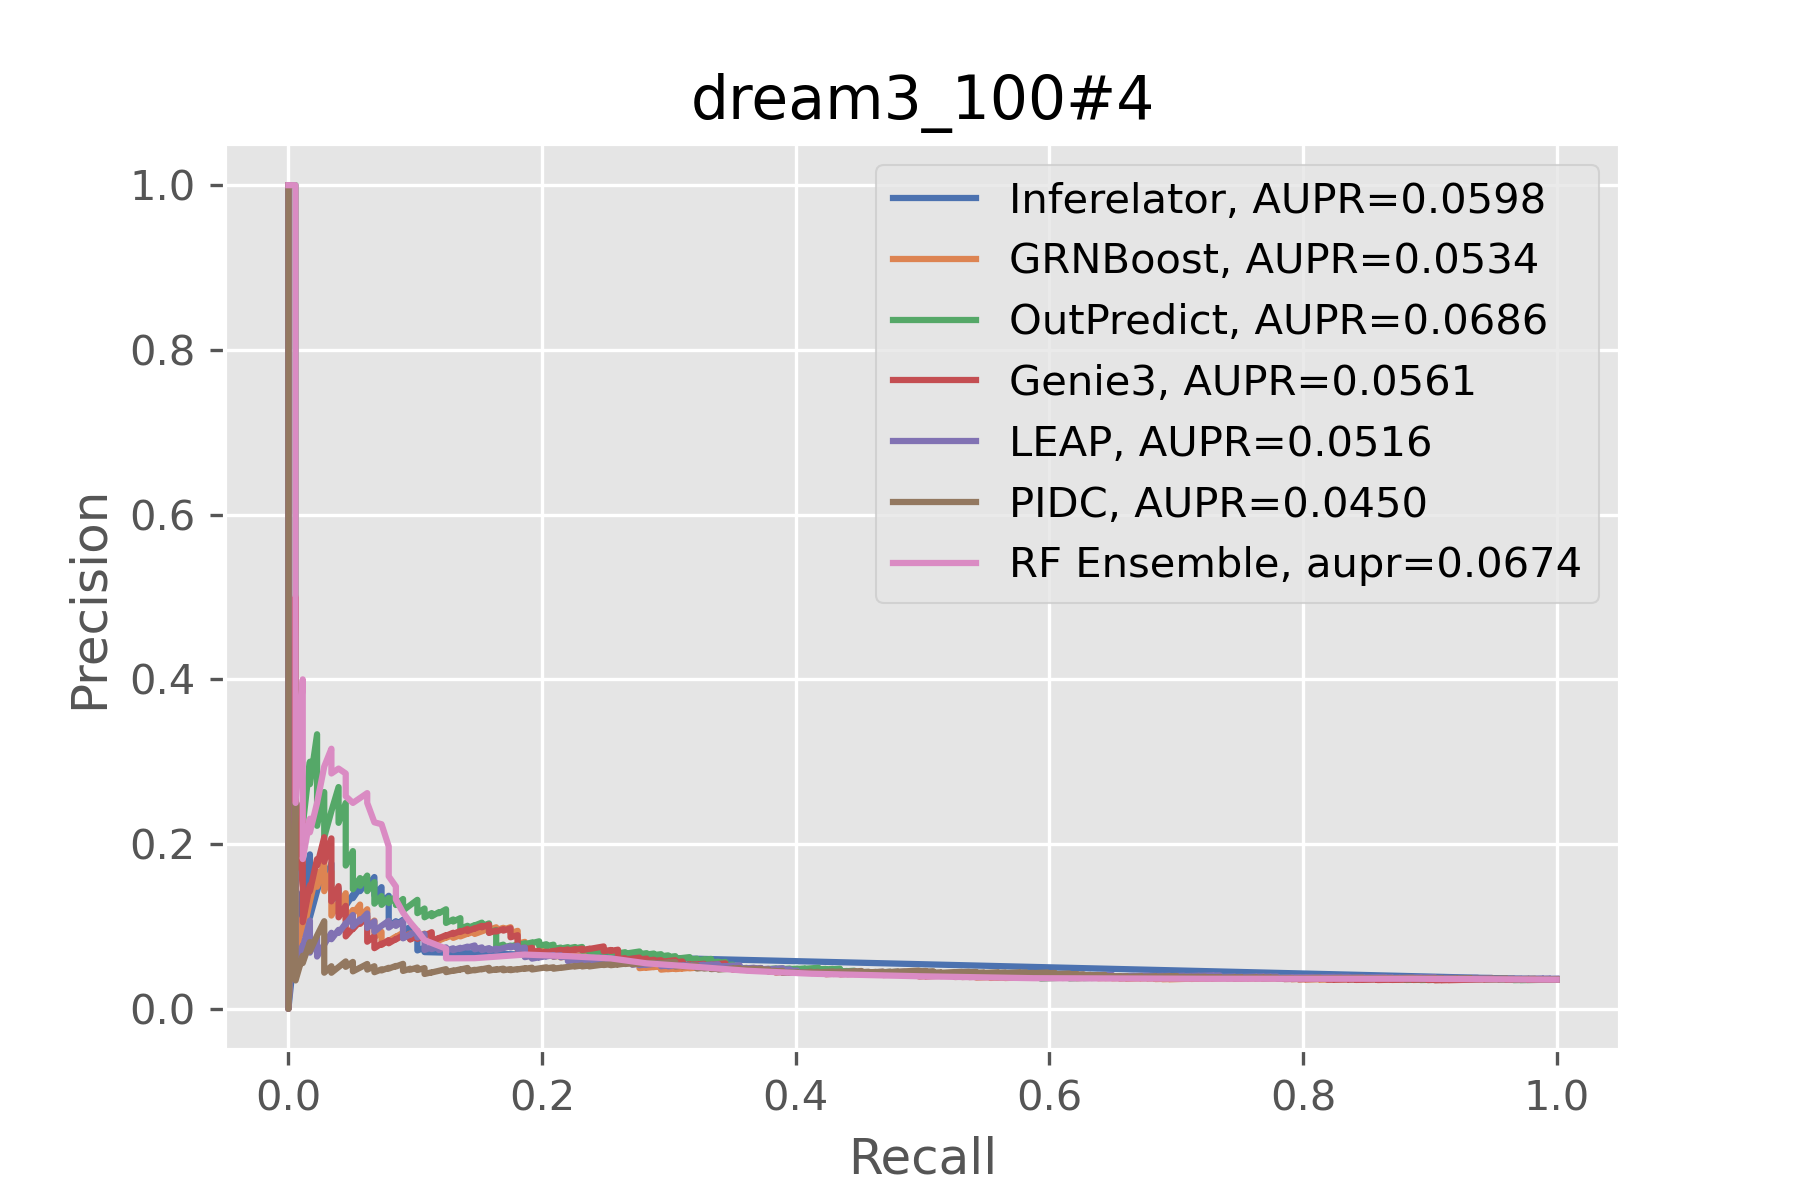 dream3_100#4
Precision
1.0
0.8
0.6
0.4
0.2
0.0
Inferelator, AUPR=0.0598
GRNBoost, AUPR=0.0534
OutPredict, AUPR=0.0686
Genie3, AUPR=0.0561
LEAP, AUPR=0.0516
PIDC, AUPR=0.0450
RF Ensemble, aupr=0.0674
0.0 0.2 0.4 0.6 0.8 1.0
Recall